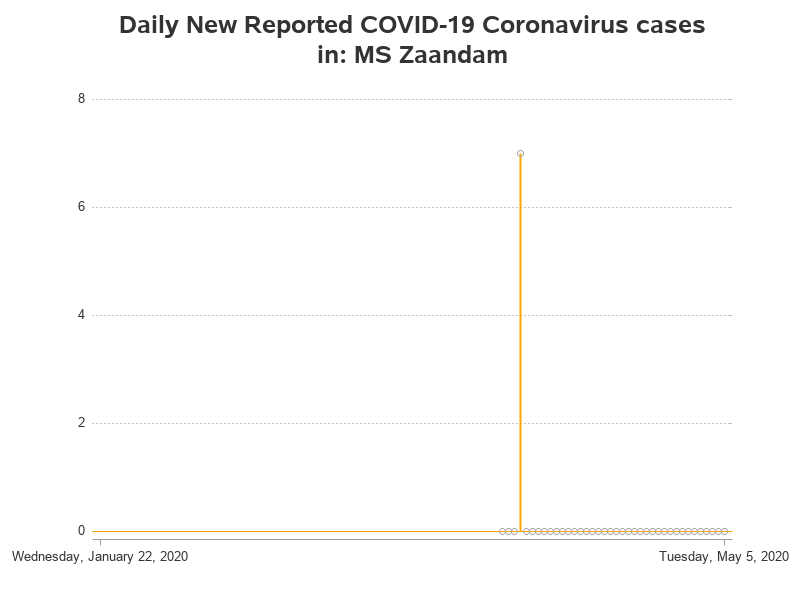 Daily New Reported COVID-19 Coronavirus cases
in: MS Zaandam
8
6
4
2
0
Wednesday, January 22, 2020
Tuesday, May 5, 2020